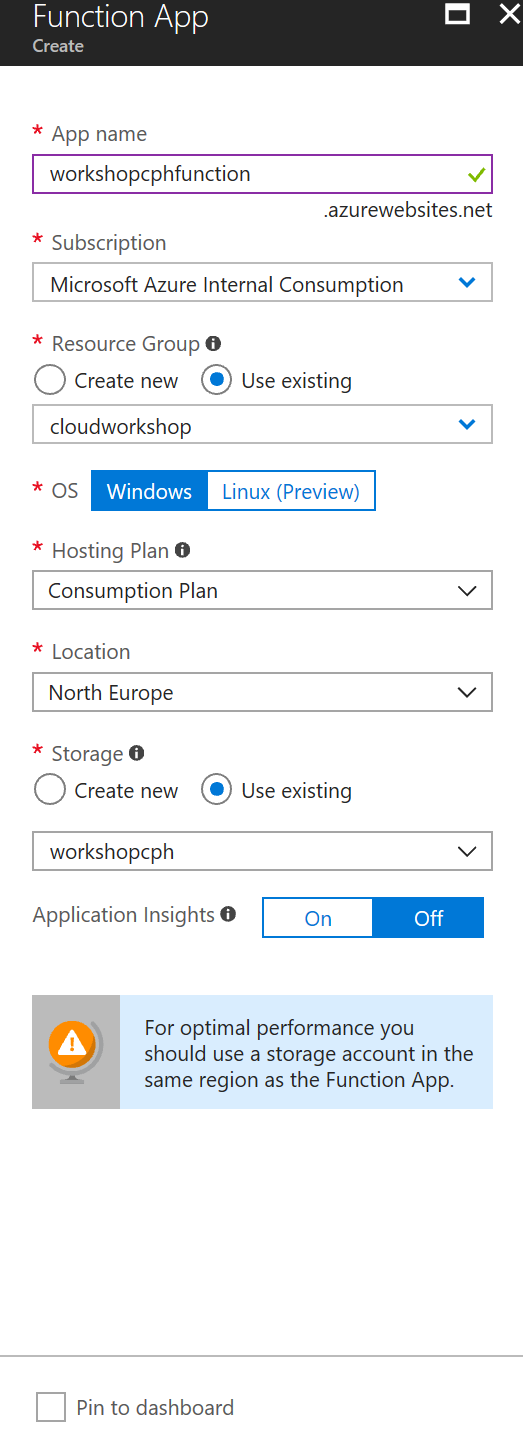 Function App
Create
* App name
workshopcphfunction
.azurewebsites.net
* Subscription
Microsoft Azure Internal Consumption
* Resource Group
Create new Use existing
cloudworkshop
* OS Windows Linux (Preview)
* Hosting Plan
Consumption Plan
* Location
North Europe
* Storage
Create new Use existing
workshopcph
Application Insights On Off
For optimal performance you
should use a storage account in the
same region as the Function App.
Pin to dashboard